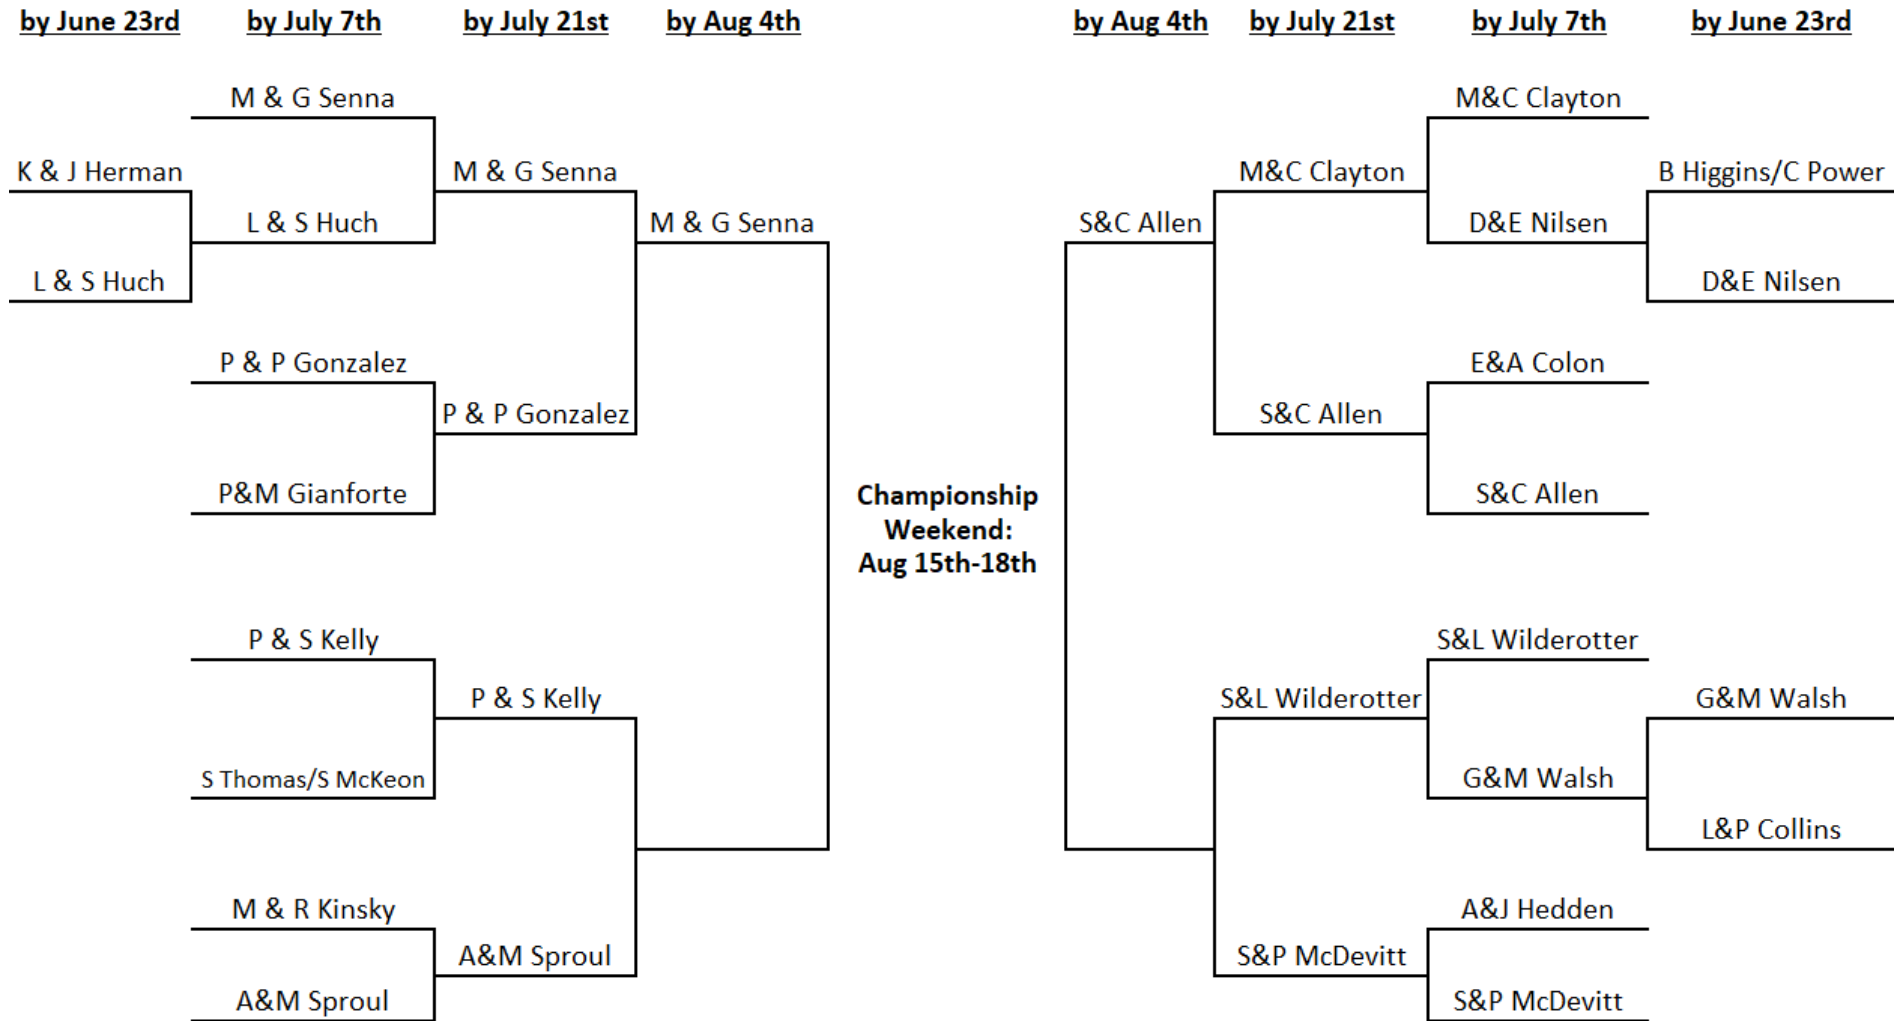 by June 23rd by July 7th by July 21st by Aug 4th by Aug 4th by July 21st by July 7th by June 23rd
M & G Senna M&C Clayton
K & J Herman M & G Senna M&C Clayton B Higgins/C Power
L & S Huch M & G Senna S&C Allen D&E Nilsen
L & S Huch D&E Nilsen
P & P Gonzalez E&A Colon
P & P Gonzalez S&C Allen
P&M Gianforte S&C Allen
Championship
Weekend:
Aug 15th-18th
P & S Kelly S&L Wilderotter
P & S Kelly S&L Wilderotter G&M Walsh
S Thomas/S McKeon G&M Walsh
L&P Collins
M & R Kinsky A&J Hedden
A&M Sproul S&P McDevitt
A&M Sproul S&P McDevitt